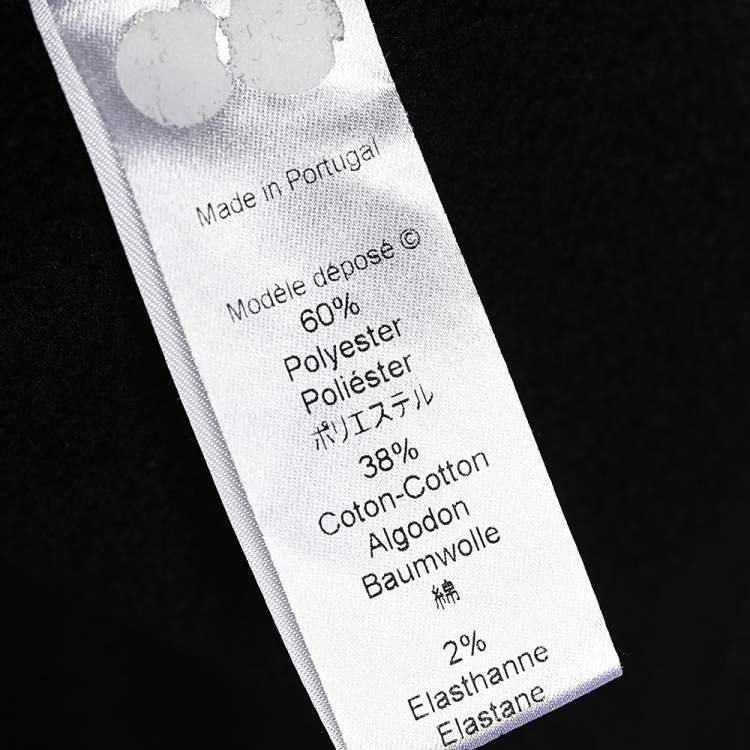 Made in Portugal
Modèle déposé ©
60%
Polyester
Poliéster
ポリエステル
38%
Coton-Cotton
Algodon
Baumwolle
綿
2%
Elasthanne
Elastane